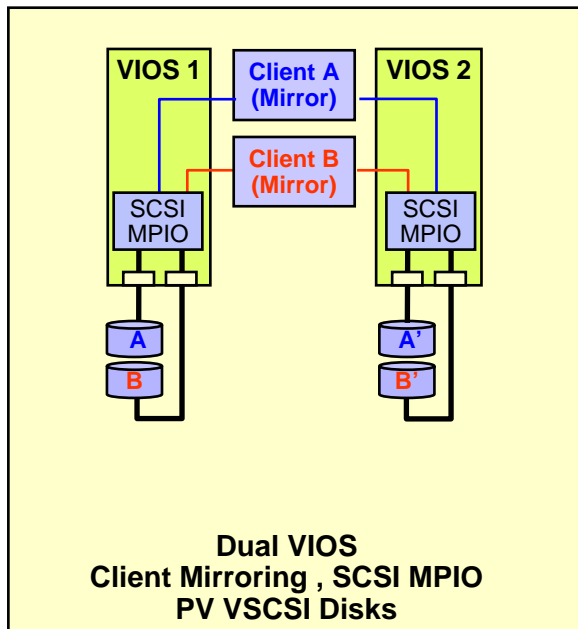 VIOS 1
Client A
(Mirror)
VIOS 2
Client B
(Mirror)
SCSI
MPIO
SCSI
MPIO
A
B
A’
B’
Dual VIOS
Client Mirroring , SCSI MPIO
PV VSCSI Disks